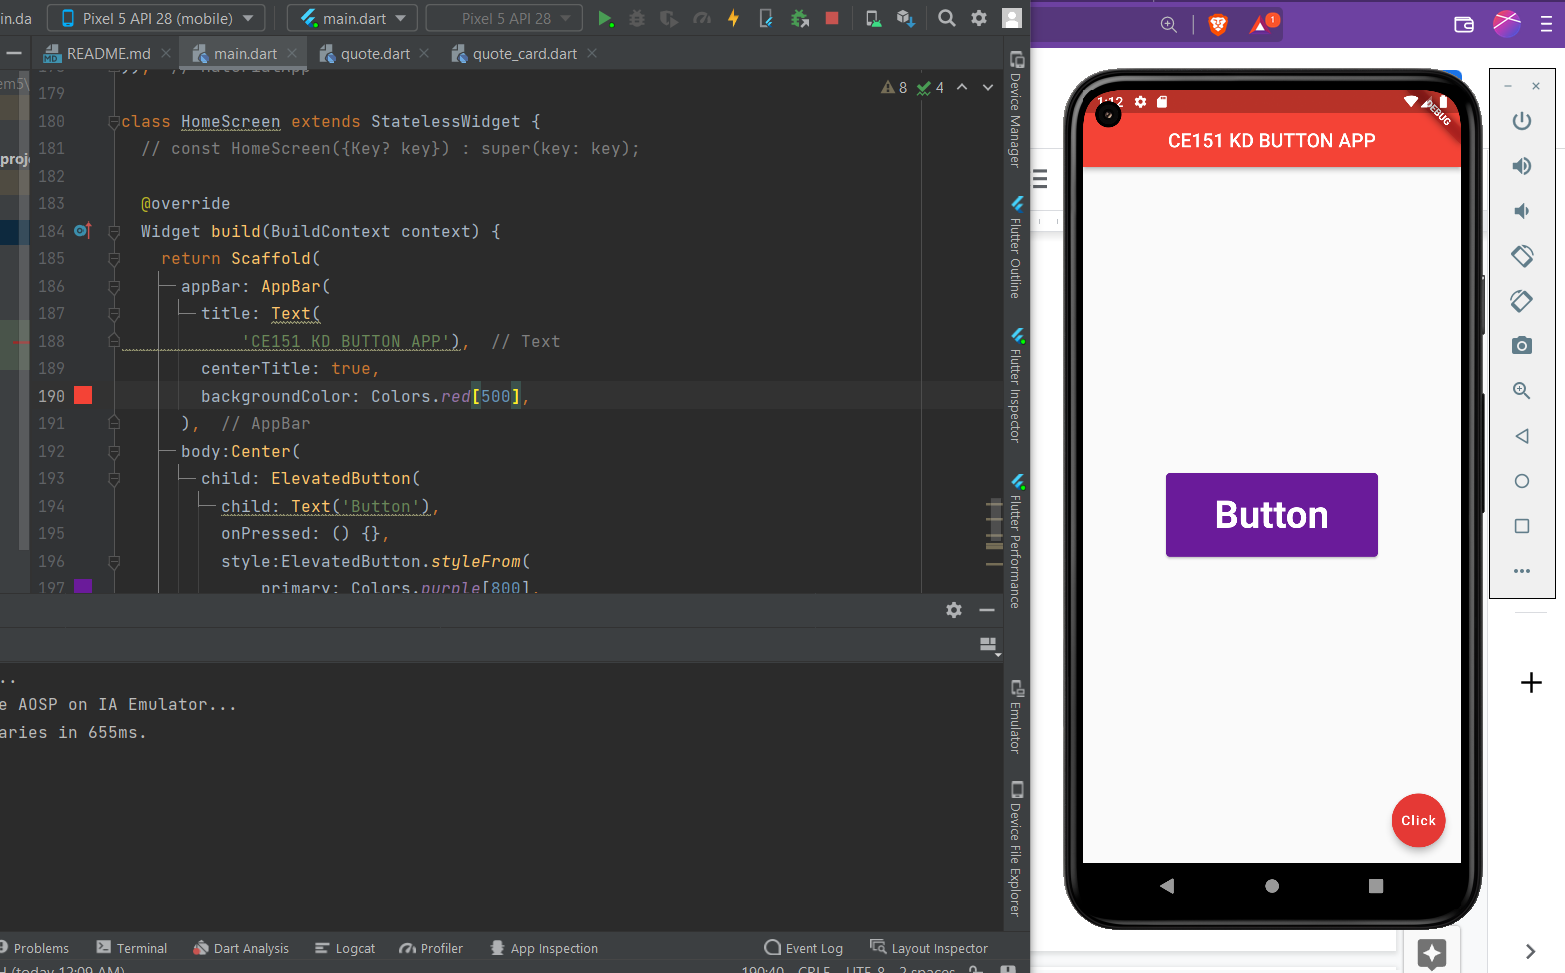 in.da
Pixel 5 API 28 (mobile)
main.dart
Pixel 5 API 28
1
em5\
README.md
main.dart
quote.dart
quote_card.dart
8
4
proj
179
180 class HomeScreen extends StatelessWidget {
181 // const HomeScreen({Key? key}) : super(key: key);
182
183 @override
184 Widget build(BuildContext context) {
185 return Scaffold(
186 appBar: AppBar(
187 title: Text(
188 'CE151 KD BUTTON APP'), // Text
189 centerTitle: true,
190 backgroundColor: Colors.red[500],
191 ), // AppBar
192 body:Center(
193 child: ElevatedButton(
194 child: Text('Button'),
195 onPressed: () {},
196 style:ElevatedButton.styleFrom(
197 primary: Colors.purple[800],
Device Manager
Flutter Outline
Flutter Inspector
Flutter Performance
Emulator
Device File Explorer
..
e AOSP on IA Emulator...
aries in 655ms.
Problems
Terminal
Dart Analysis
Logcat
Profiler
App Inspection
Event Log
Layout Inspector
(today 12:09 AM)
190:40 CRLF UTF-8 2 spaces
1:12
DEBUG
CE151 KD BUTTON APP
Button
Click